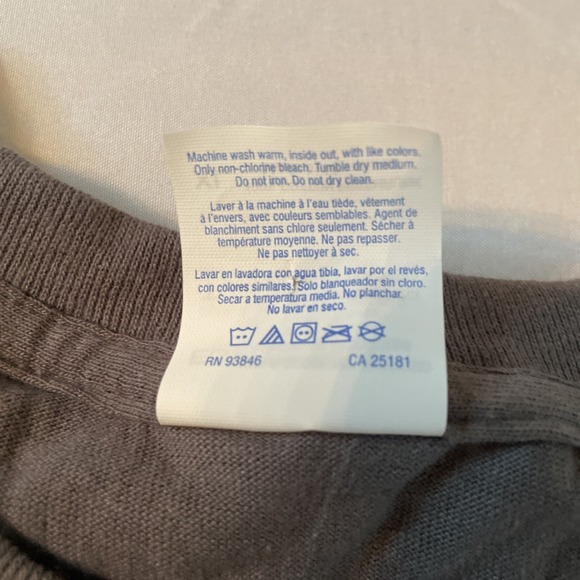 Machine wash warm, inside out, with like colors.
Only non-chlorine bleach. Tumble dry medium.
Do not iron. Do not dry clean.
Laver à la machine à l'eau tiède, vêtement
à l'envers, avec couleurs semblables. Agent de
blanchiment sans chlore seulement. Sécher à
température moyenne. Ne pas repasser.
Ne pas nettoyer à sec.
Lavar en lavadora con agua tibia, lavar por el revés,
con colores similares. Solo blanqueador sin cloro.
Secar a temperatura media. No planchar.
No lavar en seco.
RN 93846 CA 25181